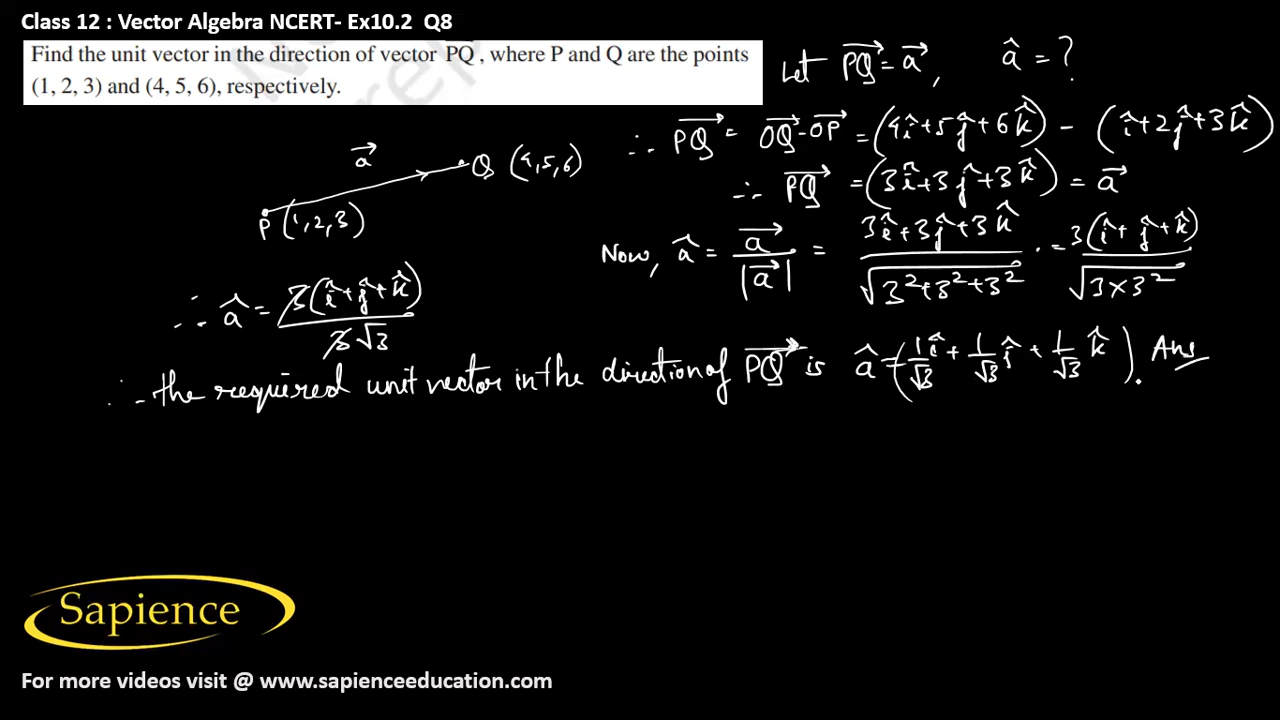 Class 12 : Vector Algebra NCERT- Ex10.2 Q8
Find the unit vector in the direction of vector PQ⃗, where P and Q are the points
(1, 2, 3) and (4, 5, 6), respectively.
Let PQ⃗ = a⃗, â = ?
∴ PQ⃗ = OQ⃗ - OP⃗ = (4î+5ĵ+6k̂) - (î+2ĵ+3k̂)
a⃗
Q (4,5,6)
P (1,2,3)
∴ PQ⃗ = (3î+3ĵ+3k̂) = a⃗
Now, â = a⃗/|a⃗| = (3î+3ĵ+3k̂)/√(3²+3²+3²) . = 3(î+ĵ+k̂)/√(3×3²)
∴ â = 3(î+ĵ+k̂)/3√3
∴ the required unit vector in the direction of PQ⃗ is â = (1/√3 î + 1/√3 ĵ + 1/√3 k̂). Ans
Sapience
For more videos visit @ www.sapienceeducation.com